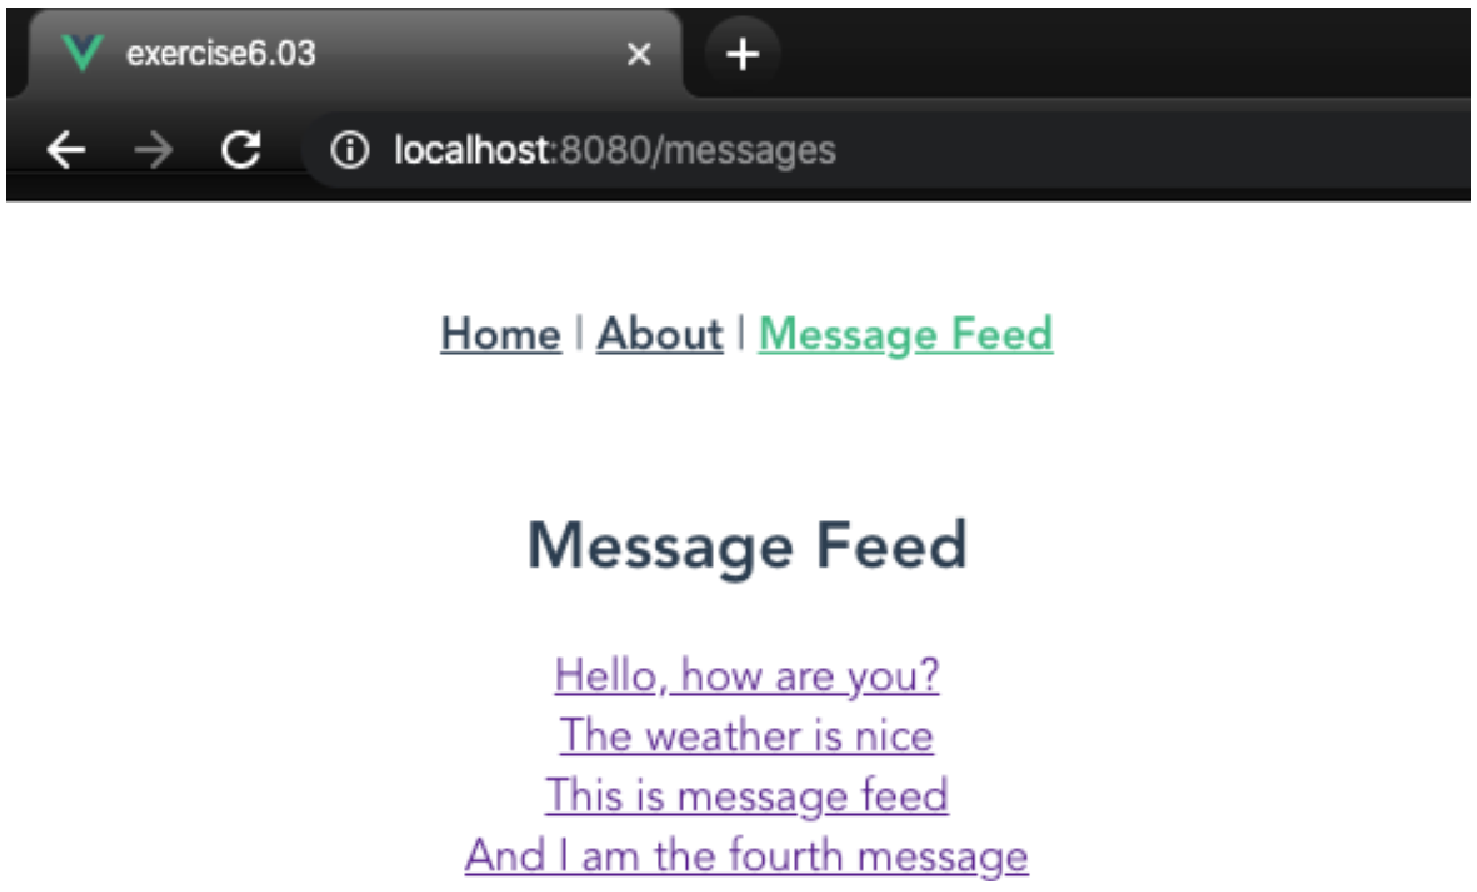 exercise6.03
localhost:8080/messages
Home | About | Message Feed
Message Feed
Hello, how are you?
The weather is nice
This is message feed
And I am the fourth message